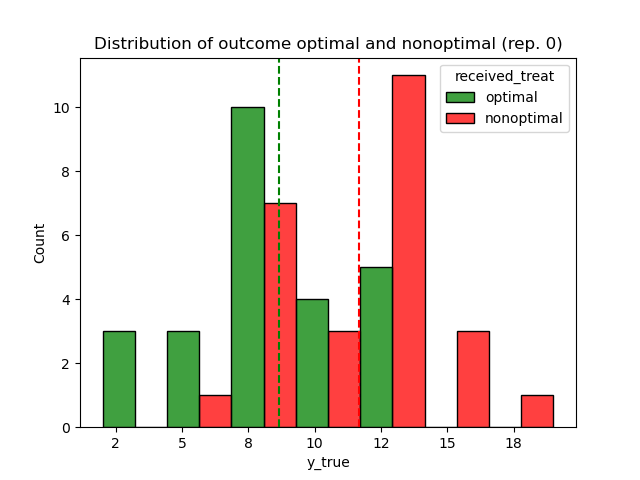 Distribution of outcome optimal and nonoptimal (rep. 0)
received_treat
optimal
nonoptimal
Count
10
8
6
4
2
0
2 5 8 10 12 15 18
y_true